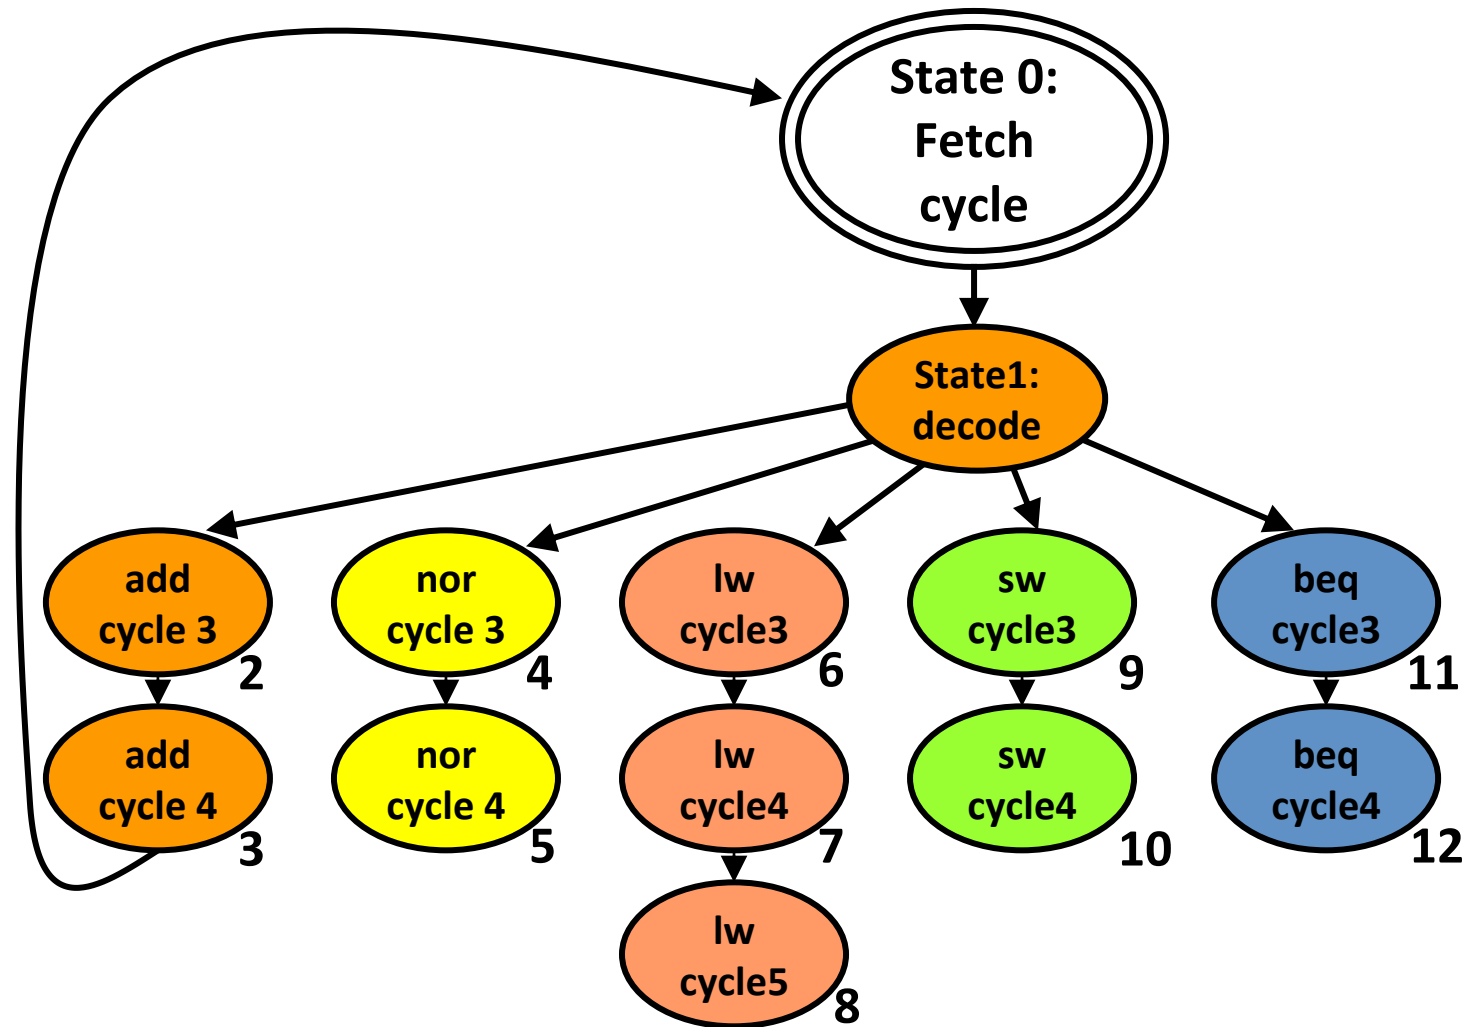 State 0:
Fetch
cycle
State1:
decode
add
cycle 3
2
nor
cycle 3
4
lw
cycle3
6
sw
cycle3
9
beq
cycle3
11
add
cycle 4
3
nor
cycle 4
5
lw
cycle4
7
sw
cycle4
10
beq
cycle4
12
lw
cycle5
8